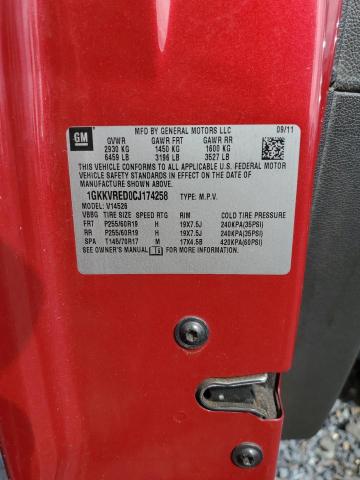 GM
MFD BY GENERAL MOTORS LLC 09/11
GVWR GAWR FRT GAWR RR
2930 KG 1450 KG 1600 KG
6459 LB 3196 LB 3527 LB
THIS VEHICLE CONFORMS TO ALL APPLICABLE U.S. FEDERAL MOTOR
VEHICLE SAFETY STANDARDS IN EFFECT ON THE DATE OF
MANUFACTURE SHOWN ABOVE.
1GKKVRED0CJ174258 TYPE: M.P.V.
MODEL: V14526
VBBG TIRE SIZE SPEED RTG RIM COLD TIRE PRESSURE
FRT P255/60R19 H 19X7.5J 240KPA(35PSI)
RR P255/60R19 H 19X7.5J 240KPA(35PSI)
SPA T145/70R17 M 17X4.5B 420KPA(60PSI)
SEE OWNER'S MANUAL FOR MORE INFORMATION.